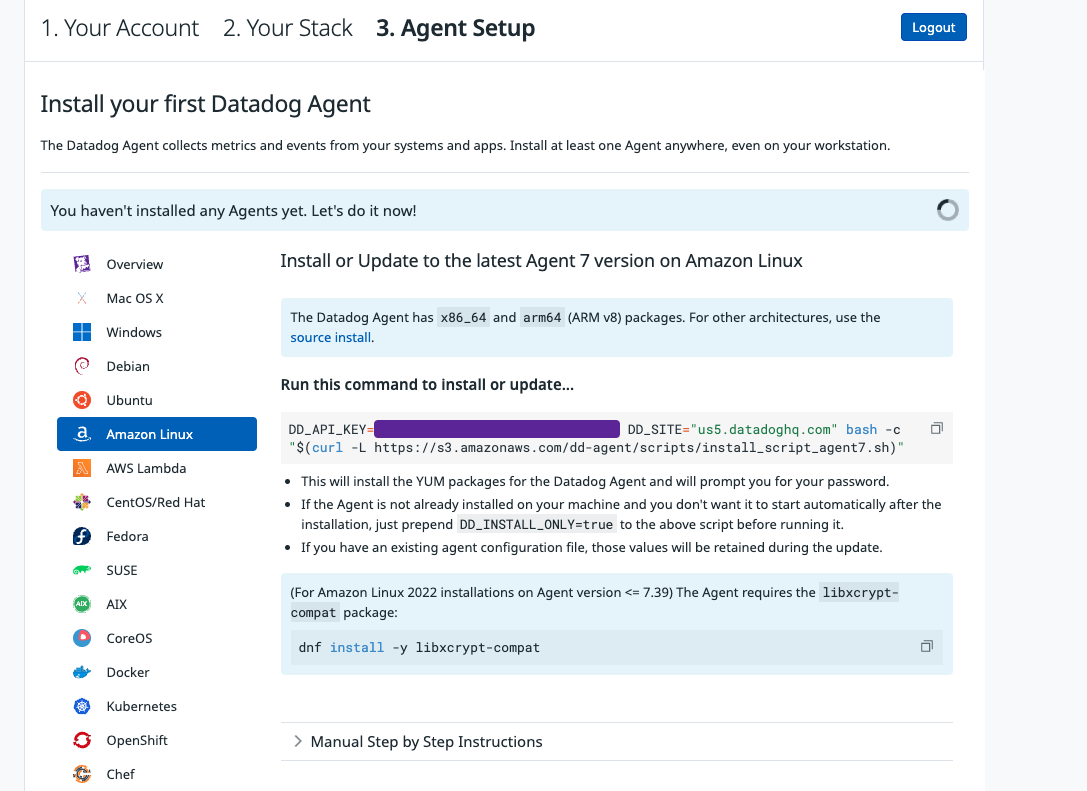 1. Your Account 2. Your Stack 3. Agent Setup Logout
Install your first Datadog Agent
The Datadog Agent collects metrics and events from your systems and apps. Install at least one Agent anywhere, even on your workstation.
You haven't installed any Agents yet. Let's do it now!
Overview
Mac OS X
Windows
Debian
Ubuntu
Amazon Linux
AWS Lambda
CentOS/Red Hat
Fedora
SUSE
AIX
CoreOS
Docker
Kubernetes
OpenShift
Chef
Install or Update to the latest Agent 7 version on Amazon Linux
The Datadog Agent has x86_64 and arm64 (ARM v8) packages. For other architectures, use the
source install.
Run this command to install or update...
DD_API_KEY= DD_SITE="us5.datadoghq.com" bash -c
"$(curl -L https://s3.amazonaws.com/dd-agent/scripts/install_script_agent7.sh)"
• This will install the YUM packages for the Datadog Agent and will prompt you for your password.
• If the Agent is not already installed on your machine and you don't want it to start automatically after the
installation, just prepend DD_INSTALL_ONLY=true to the above script before running it.
• If you have an existing agent configuration file, those values will be retained during the update.
(For Amazon Linux 2022 installations on Agent version <= 7.39) The Agent requires the libxcrypt-
compat package:
dnf install -y libxcrypt-compat
Manual Step by Step Instructions